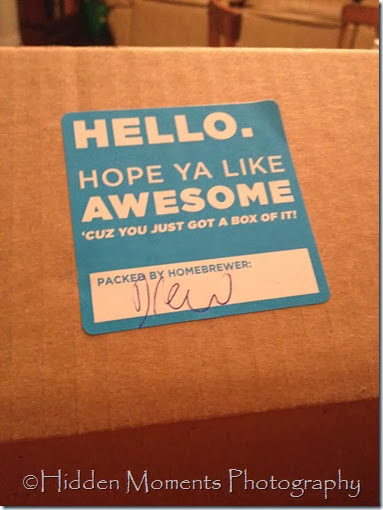 HELLO.
HOPE YA LIKE
AWESOME
'CUZ YOU JUST GOT A BOX OF IT!
PACKED BY HOMEBREWER:
Drew
©Hidden Moments Photography